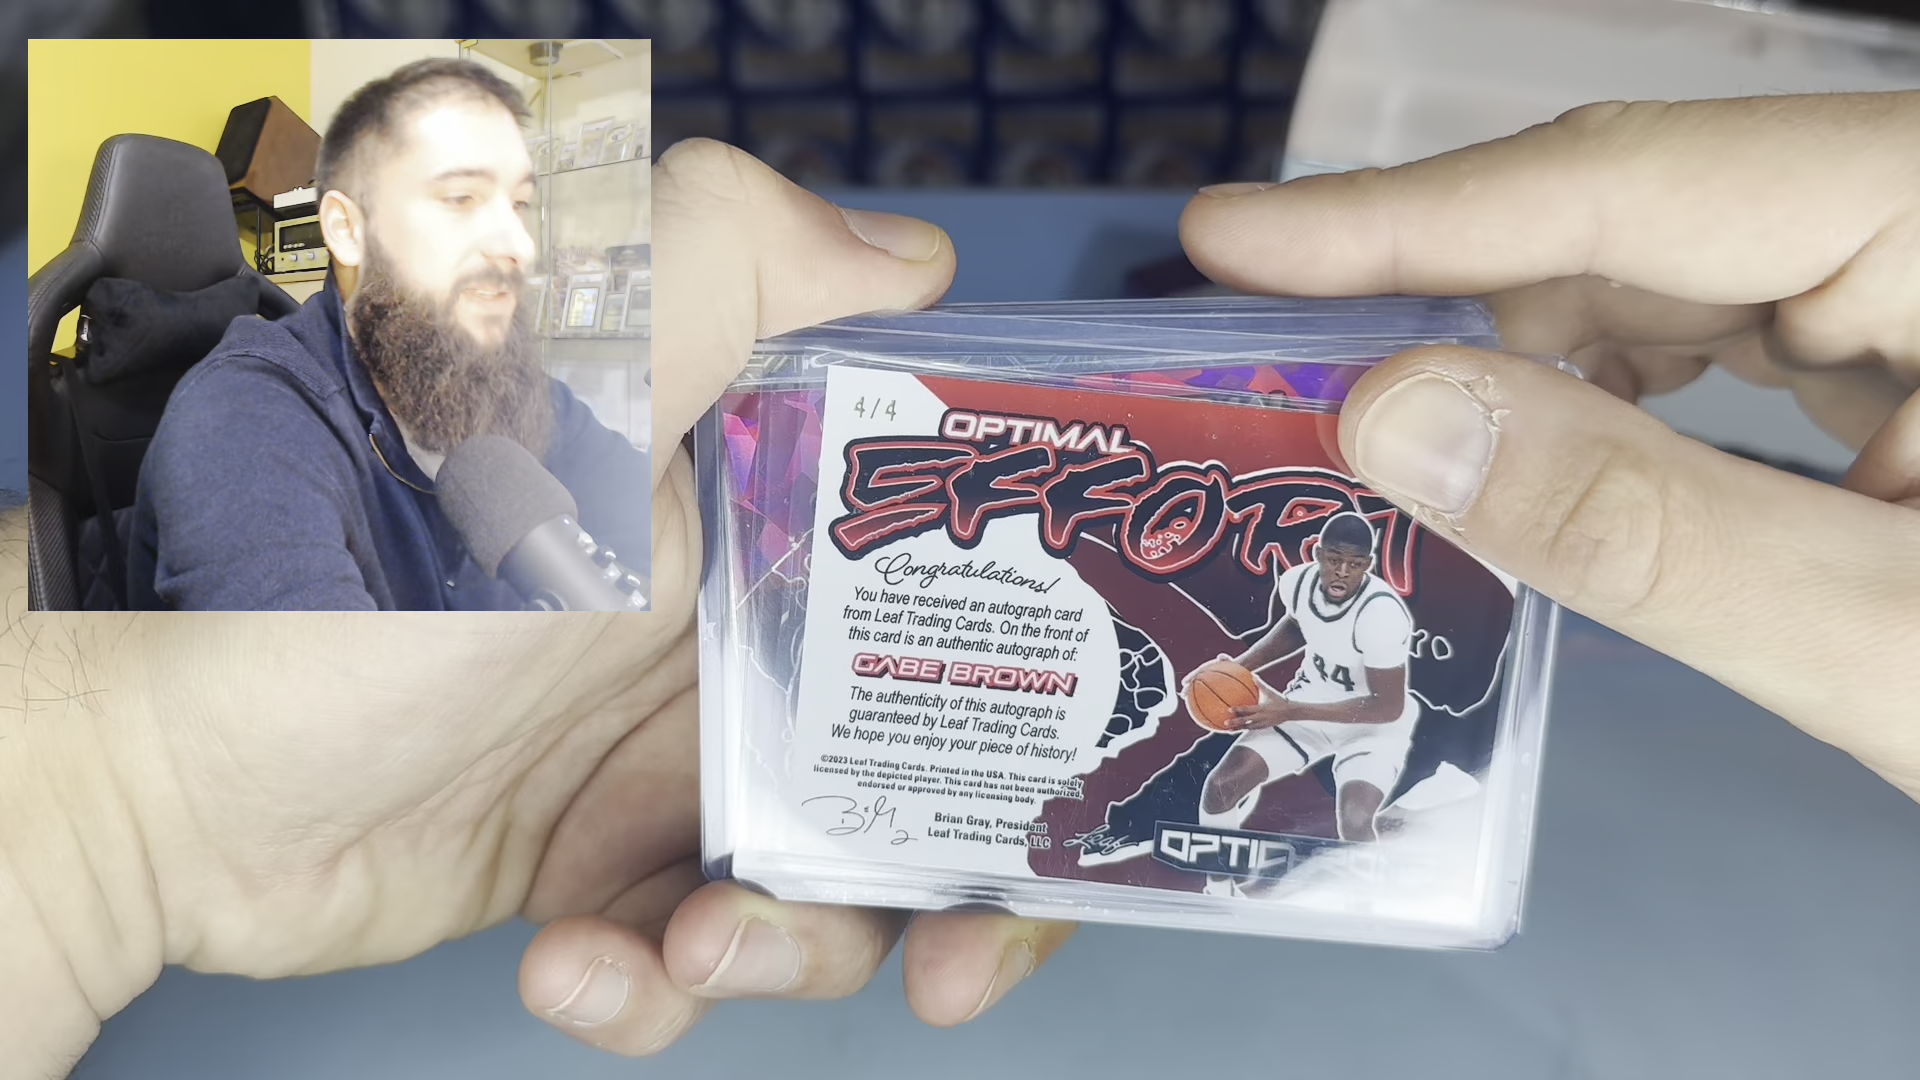 4/4
OPTIMAL
EFFORT
Congratulations!
You have received an autograph card
from Leaf Trading Cards. On the front of
this card is an authentic autograph of:
GABE BROWN
The authenticity of this autograph is
guaranteed by Leaf Trading Cards.
We hope you enjoy your piece of history!
©2023 Leaf Trading Cards. Printed in the USA. This card is solely
licensed by the depicted player. This card has not been authorized,
endorsed or approved by any licensing body.
Brian Gray, President
Leaf Trading Cards, LLC
Leaf
44